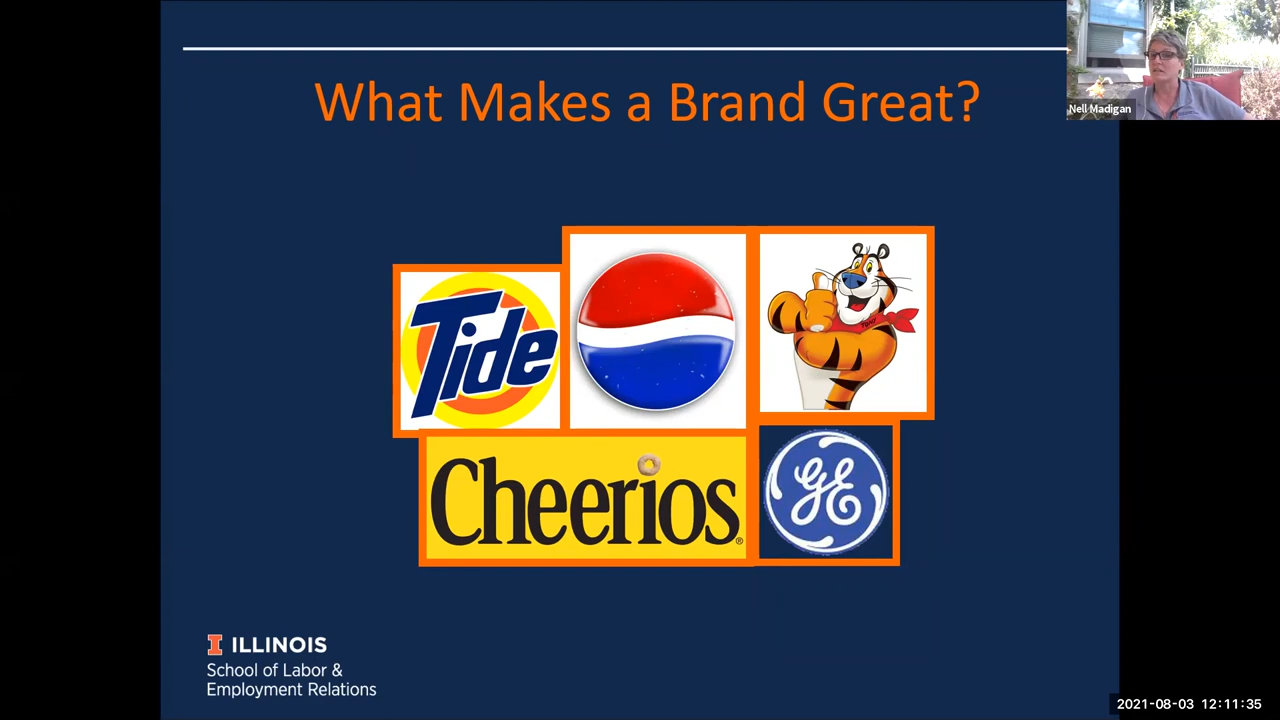 What Makes a Brand Great?
Nell Madigan
Tide
Cheerios®
GE
I ILLINOIS
School of Labor &
Employment Relations
2021-08-03 12:11:35